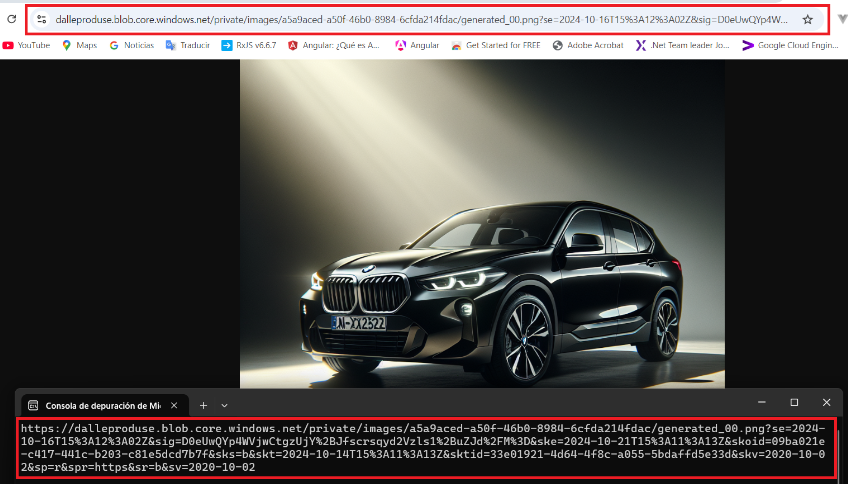 dalleproduse.blob.core.windows.net/private/images/a5a9aced-a50f-46b0-8984-6cfda214fdac/generated_00.png?se=2024-10-16T15%3A12%3A02Z&sig=D0eUwQYp4W...
YouTube Maps Noticias Traducir RxJS v6.6.7 Angular: ¿Qué es A... Angular Get Started for FREE Adobe Acrobat .Net Team leader Jo... Google Cloud Engin...
Consola de depuración de Mi
https://dalleproduse.blob.core.windows.net/private/images/a5a9aced-a50f-46b0-8984-6cfda214fdac/generated_00.png?se=2024-
10-16T15%3A12%3A02Z&sig=D0eUwQYp4WVjwCtgzUjY%2BJfscrsqyd2Vzls1%2BuZJd%2FM%3D&ske=2024-10-21T15%3A11%3A13Z&skoid=09ba021e
-c417-441c-b203-c81e5dcd7b7f&sks=b&skt=2024-10-14T15%3A11%3A13Z&sktid=33e01921-4d64-4f8c-a055-5bdaffd5e33d&skv=2020-10-0
2&sp=r&spr=https&sr=b&sv=2020-10-02